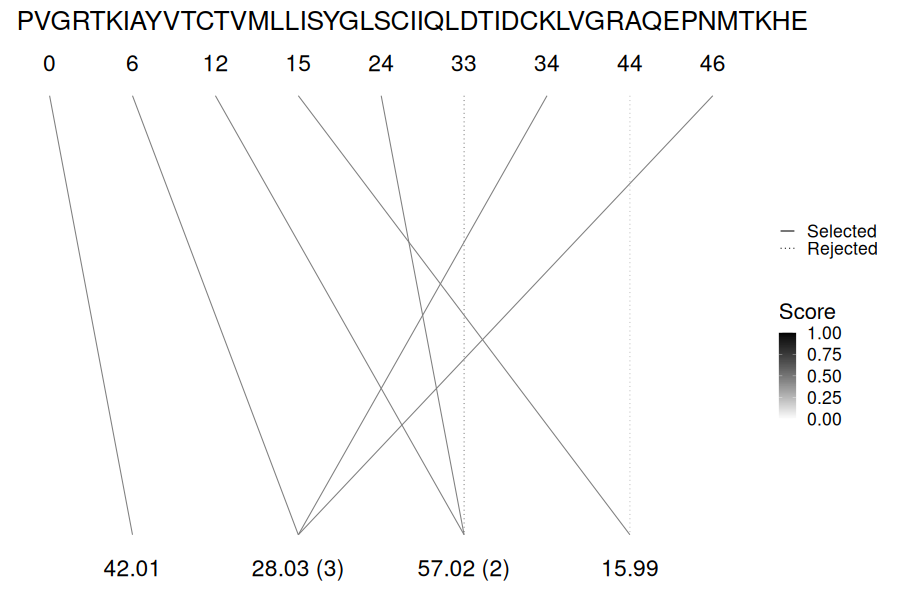 PVGRTKIAYVTCTVMLLISYGLSCIIQLDTIDCKLVGRAQEPNMTKHE
0 6 12 15 24 33 34 44 46
Selected
Rejected
Score
1.00
0.75
0.50
0.25
0.00
42.01 28.03 (3) 57.02 (2) 15.99